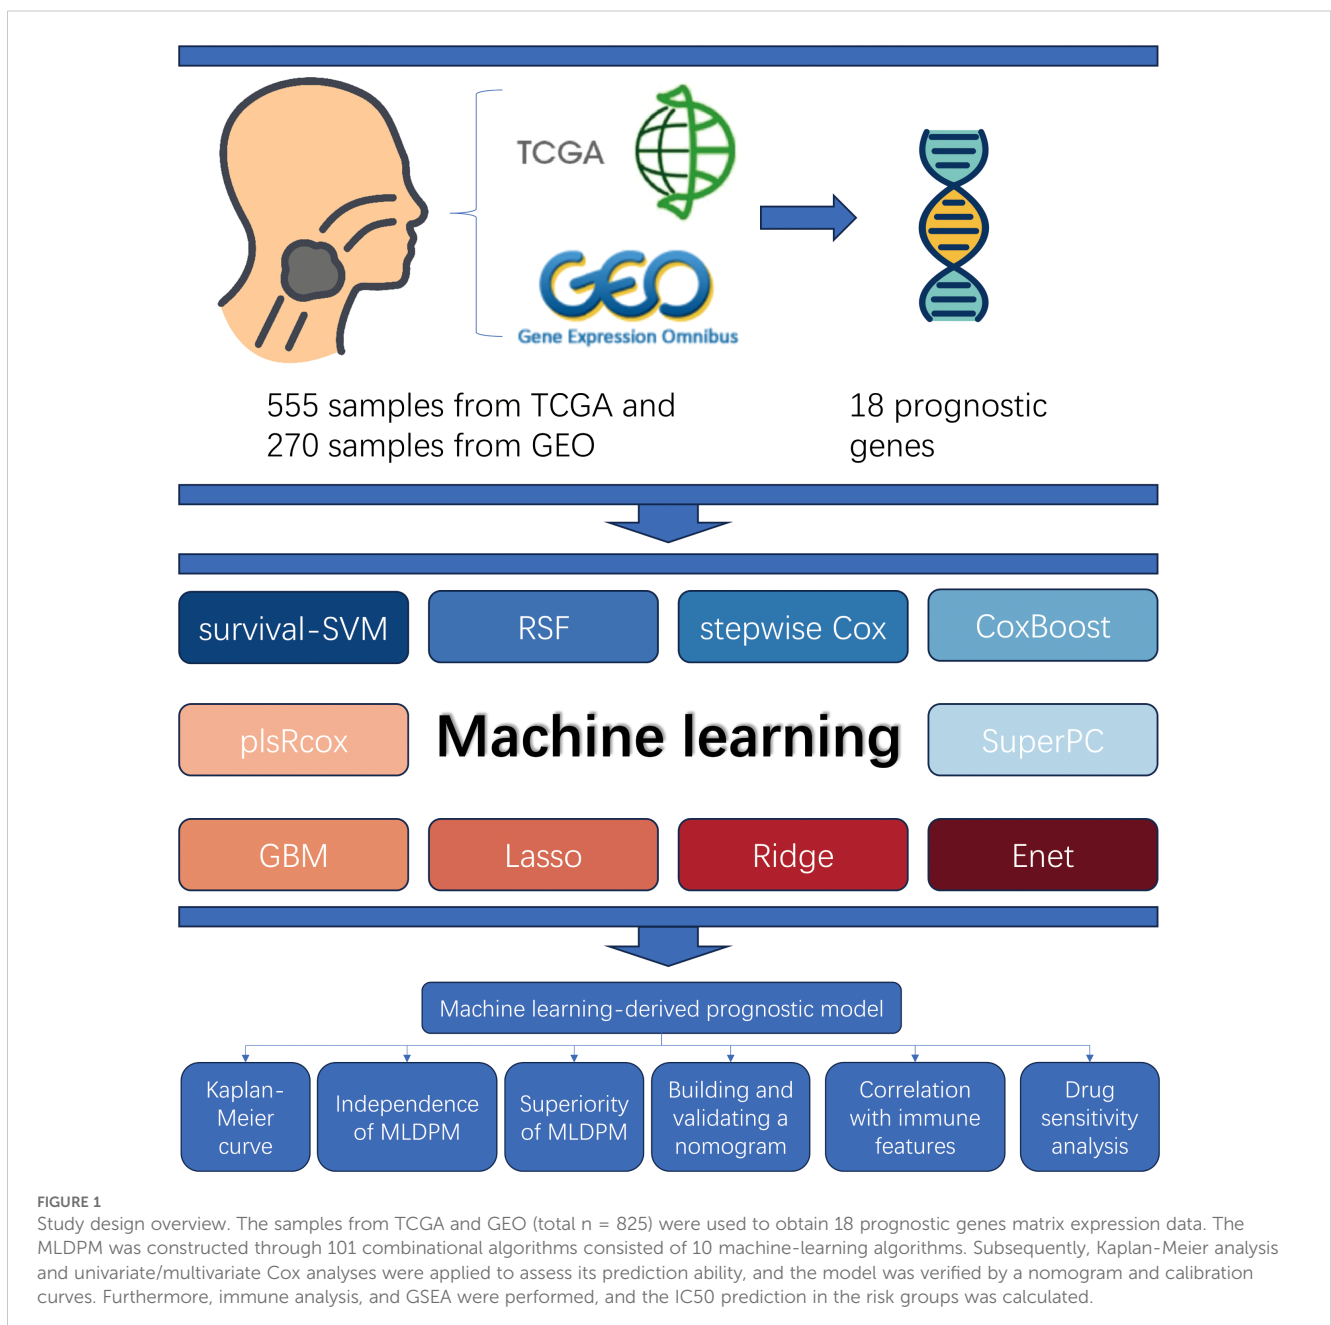 TCGA
GEO
Gene Expression Omnibus
555 samples from TCGA and
270 samples from GEO
18 prognostic
genes
survival-SVM
RSF
stepwise Cox
CoxBoost
plsRcox
Machine learning
SuperPC
GBM
Lasso
Ridge
Enet
Machine learning-derived prognostic model
Kaplan-
Meier
curve
Independence
of MLDPM
Superiority
of MLDPM
Building and
validating a
nomogram
Correlation
with immune
features
Drug
sensitivity
analysis
FIGURE 1
Study design overview. The samples from TCGA and GEO (total n = 825) were used to obtain 18 prognostic genes matrix expression data. The
MLDPM was constructed through 101 combinational algorithms consisted of 10 machine-learning algorithms. Subsequently, Kaplan-Meier analysis
and univariate/multivariate Cox analyses were applied to assess its prediction ability, and the model was verified by a nomogram and calibration
curves. Furthermore, immune analysis, and GSEA were performed, and the IC50 prediction in the risk groups was calculated.